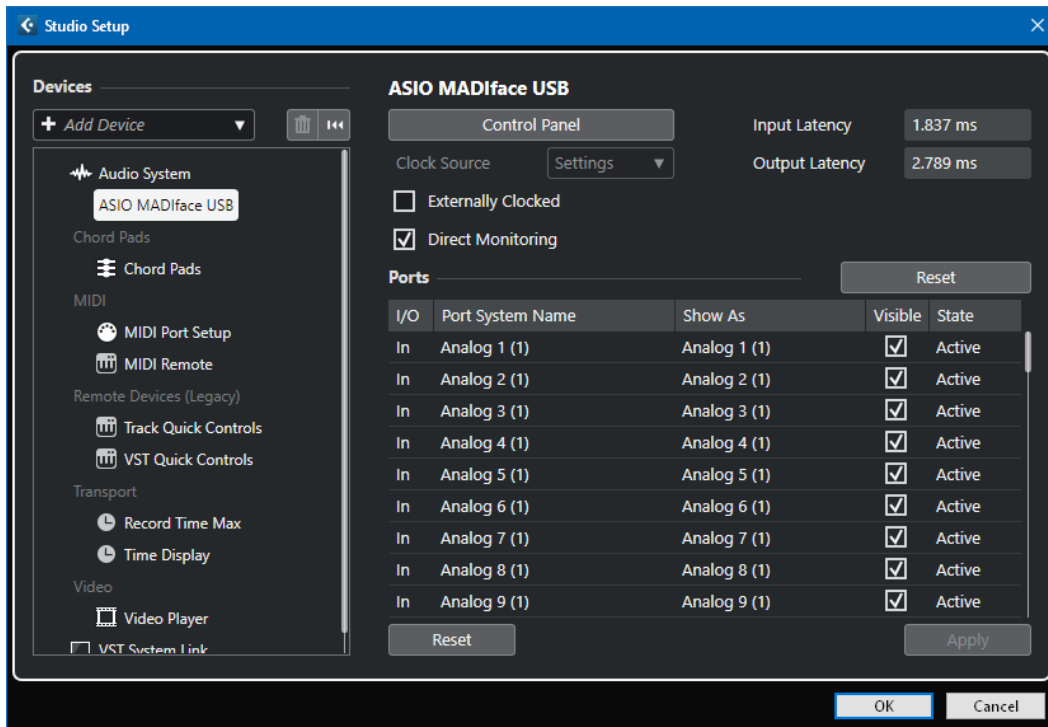 Studio Setup
Devices
Add Device
Audio System
ASIO MADIface USB
Chord Pads
Chord Pads
MIDI
MIDI Port Setup
MIDI Remote
Remote Devices (Legacy)
Track Quick Controls
VST Quick Controls
Transport
Record Time Max
Time Display
Video
Video Player
VST System Link
ASIO MADIface USB
Control Panel
Input Latency 1.837 ms
Clock Source Settings
Output Latency 2.789 ms
Externally Clocked
Direct Monitoring
Ports
Reset
I/O Port System Name Show As Visible State
In Analog 1 (1) Analog 1 (1) Active
In Analog 2 (1) Analog 2 (1) Active
In Analog 3 (1) Analog 3 (1) Active
In Analog 4 (1) Analog 4 (1) Active
In Analog 5 (1) Analog 5 (1) Active
In Analog 6 (1) Analog 6 (1) Active
In Analog 7 (1) Analog 7 (1) Active
In Analog 8 (1) Analog 8 (1) Active
In Analog 9 (1) Analog 9 (1) Active
Reset Apply
OK Cancel